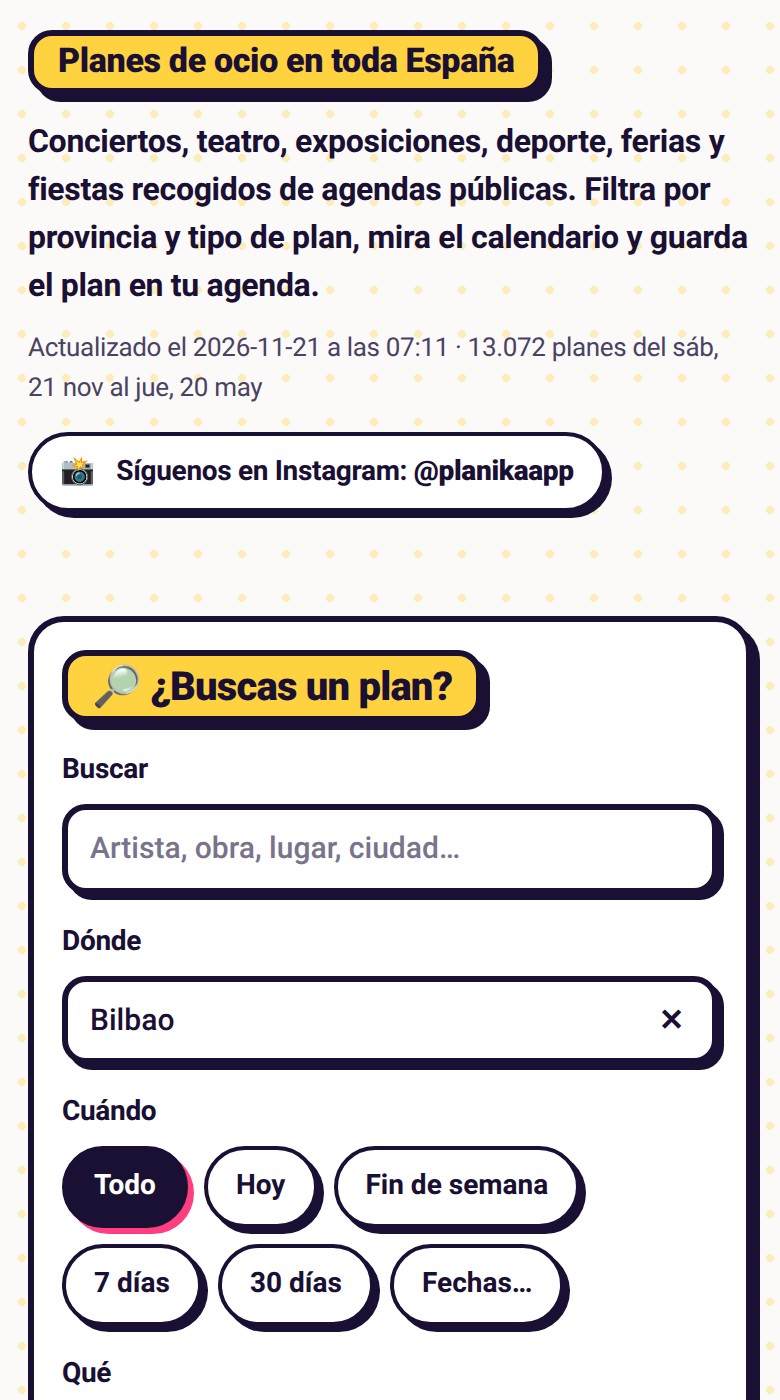 Planes de ocio en toda España
Conciertos, teatro, exposiciones, deporte, ferias y
fiestas recogidos de agendas públicas. Filtra por
provincia y tipo de plan, mira el calendario y guarda
el plan en tu agenda.
Actualizado el 2026-11-21 a las 07:11 · 13.072 planes del sáb,
21 nov al jue, 20 may
Síguenos en Instagram: @planikaapp
¿Buscas un plan?
Buscar
Artista, obra, lugar, ciudad…
Dónde
Bilbao ✕
Cuándo
Todo Hoy Fin de semana
7 días 30 días Fechas…
Qué